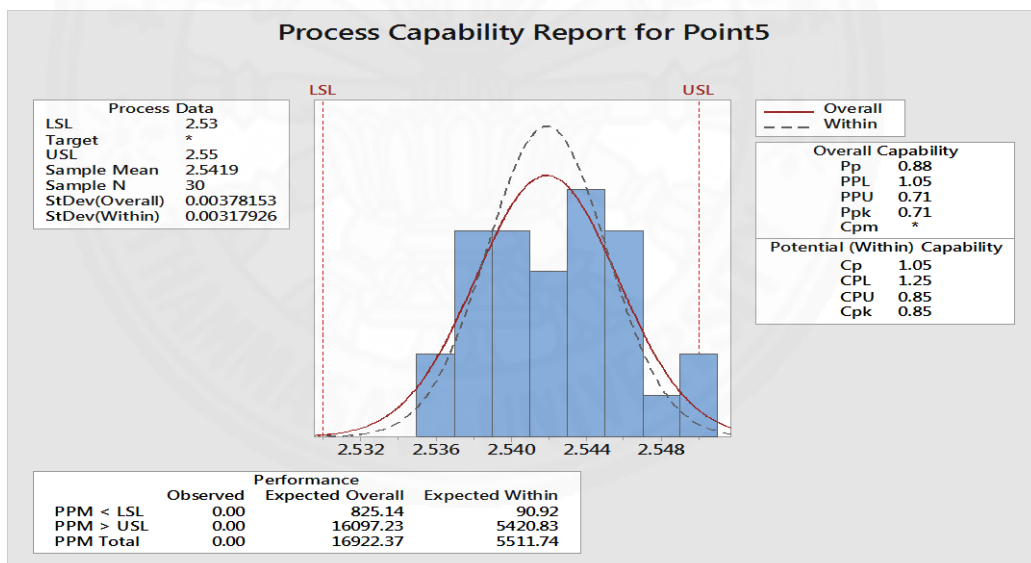 Process Capability Report for Point5
LSL USL
Process Data
LSL 2.53
Target *
USL 2.55
Sample Mean 2.5419
Sample N 30
StDev(Overall) 0.00378153
StDev(Within) 0.00317926
Overall
Within
Overall Capability
Pp 0.88
PPL 1.05
PPU 0.71
Ppk 0.71
Cpm *
Potential (Within) Capability
Cp 1.05
CPL 1.25
CPU 0.85
Cpk 0.85
2.532 2.536 2.540 2.544 2.548
Performance
Observed Expected Overall Expected Within
PPM < LSL 0.00 825.14 90.92
PPM > USL 0.00 16097.23 5420.83
PPM Total 0.00 16922.37 5511.74